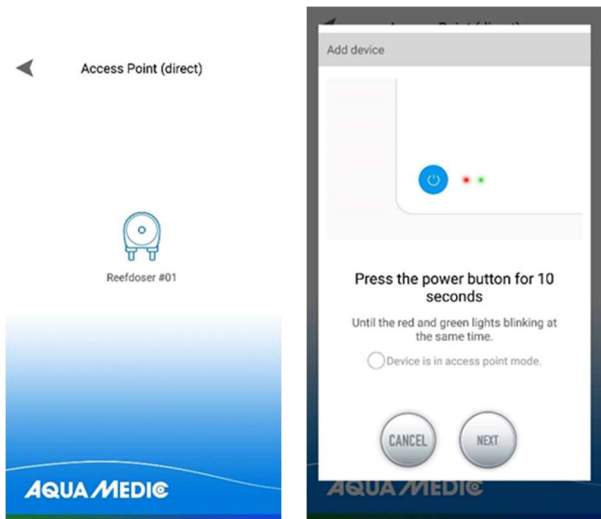 Access Point (direct)
Reefdoser #01
AQUA MEDIC
Add device
Press the power button for 10
seconds
Until the red and green lights blinking at
the same time.
Device is in access point mode.
CANCEL
NEXT
AQUA MEDIC